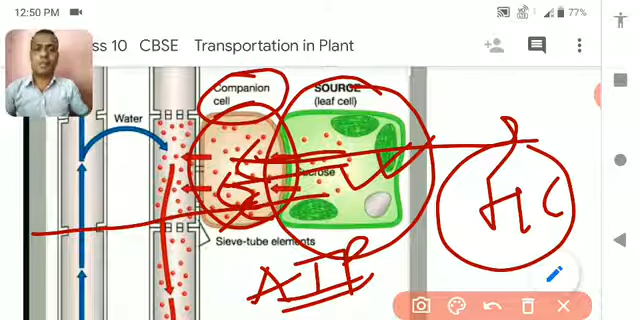 12:50 PM 77%
ss 10 CBSE Transportation in Plant
Companion
cell
SOURCE
(leaf cell)
Water
Sucrose
Sieve-tube elements
ATP